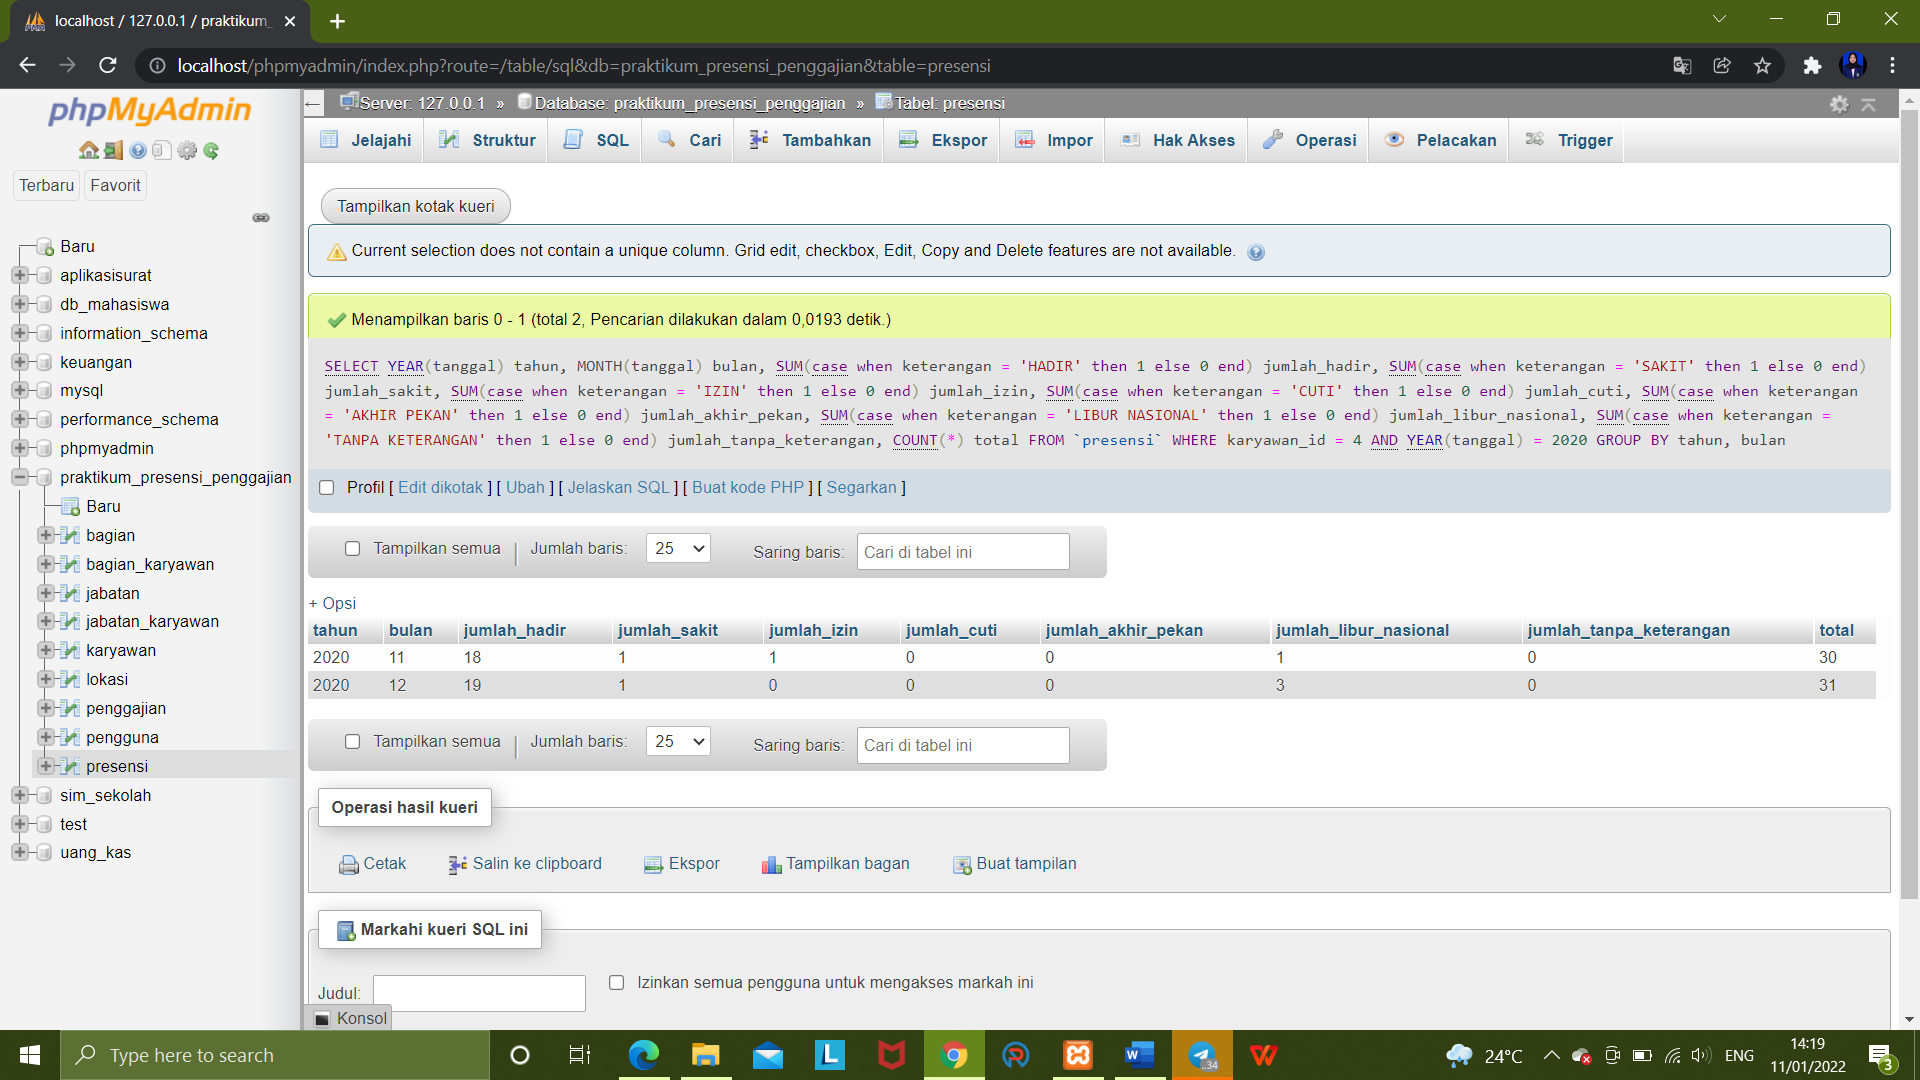 localhost / 127.0.0.1 / praktikum_
localhost/phpmyadmin/index.php?route=/table/sql&db=praktikum_presensi_penggajian&table=presensi
phpMyAdmin
Terbaru Favorit
Baru
aplikasisurat
db_mahasiswa
information_schema
keuangan
mysql
performance_schema
phpmyadmin
praktikum_presensi_penggajian
Baru
bagian
bagian_karyawan
jabatan
jabatan_karyawan
karyawan
lokasi
penggajian
pengguna
presensi
sim_sekolah
test
uang_kas
Server: 127.0.0.1 » Database: praktikum_presensi_penggajian » Tabel: presensi
Jelajahi Struktur SQL Cari Tambahkan Ekspor Impor Hak Akses Operasi Pelacakan Trigger
Tampilkan kotak kueri
Current selection does not contain a unique column. Grid edit, checkbox, Edit, Copy and Delete features are not available.
Menampilkan baris 0 - 1 (total 2, Pencarian dilakukan dalam 0,0193 detik.)
SELECT YEAR(tanggal) tahun, MONTH(tanggal) bulan, SUM(case when keterangan = 'HADIR' then 1 else 0 end) jumlah_hadir, SUM(case when keterangan = 'SAKIT' then 1 else 0 end)
jumlah_sakit, SUM(case when keterangan = 'IZIN' then 1 else 0 end) jumlah_izin, SUM(case when keterangan = 'CUTI' then 1 else 0 end) jumlah_cuti, SUM(case when keterangan
= 'AKHIR PEKAN' then 1 else 0 end) jumlah_akhir_pekan, SUM(case when keterangan = 'LIBUR NASIONAL' then 1 else 0 end) jumlah_libur_nasional, SUM(case when keterangan =
'TANPA KETERANGAN' then 1 else 0 end) jumlah_tanpa_keterangan, COUNT(*) total FROM `presensi` WHERE karyawan_id = 4 AND YEAR(tanggal) = 2020 GROUP BY tahun, bulan
Profil [ Edit dikotak ] [ Ubah ] [ Jelaskan SQL ] [ Buat kode PHP ] [ Segarkan ]
Tampilkan semua | Jumlah baris: 25 Saring baris: Cari di tabel ini
+ Opsi
tahun bulan jumlah_hadir jumlah_sakit jumlah_izin jumlah_cuti jumlah_akhir_pekan jumlah_libur_nasional jumlah_tanpa_keterangan total
2020 11 18 1 1 0 0 1 0 30
2020 12 19 1 0 0 0 3 0 31
Tampilkan semua | Jumlah baris: 25 Saring baris: Cari di tabel ini
Operasi hasil kueri
Cetak Salin ke clipboard Ekspor Tampilkan bagan Buat tampilan
Markahi kueri SQL ini
Judul: Izinkan semua pengguna untuk mengakses markah ini
Konsol
Type here to search
..34
24°C
ENG
14:19
11/01/2022
3